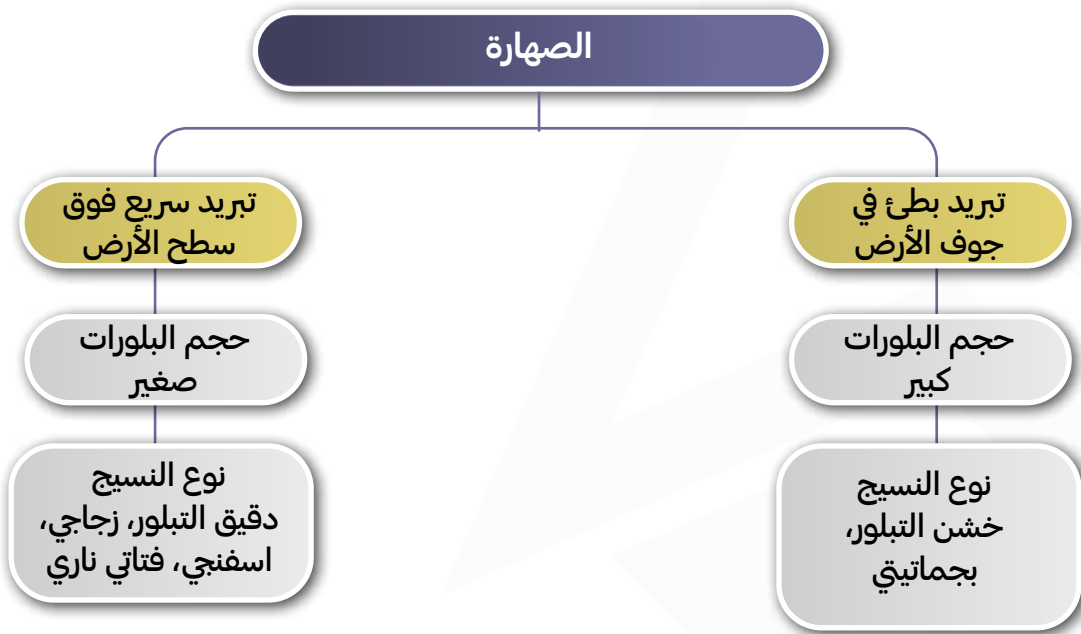 الصهارة
تبريد بطئ في
جوف الأرض
حجم البلورات
كبير
نوع النسيج
خشن التبلور،
بجماتيتي
تبريد سريع فوق
سطح الأرض
حجم البلورات
صغير
نوع النسيج
دقيق التبلور، زجاجي،
اسفنجي، فتاتي ناري